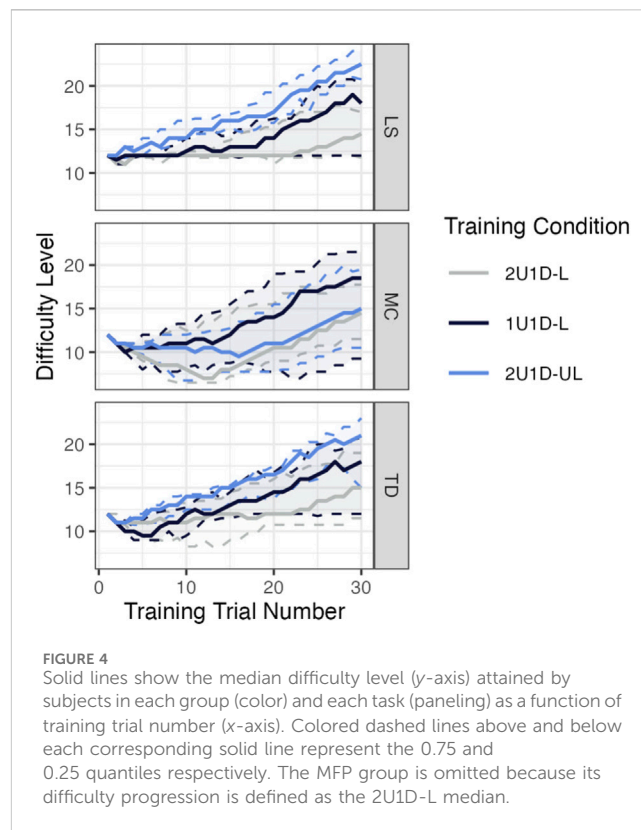 20
15
10
LS
20
15
10
MC
20
15
10
TD
Difficulty Level
0
10
20
30
Training Trial Number
Training Condition
2U1D-L
1U1D-L
2U1D-UL
FIGURE 4
Solid lines show the median difficulty level (y-axis) attained by
subjects in each group (color) and each task (paneling) as a function of
training trial number (x-axis). Colored dashed lines above and below
each corresponding solid line represent the 0.75 and
0.25 quantiles respectively. The MFP group is omitted because its
difficulty progression is defined as the 2U1D-L median.